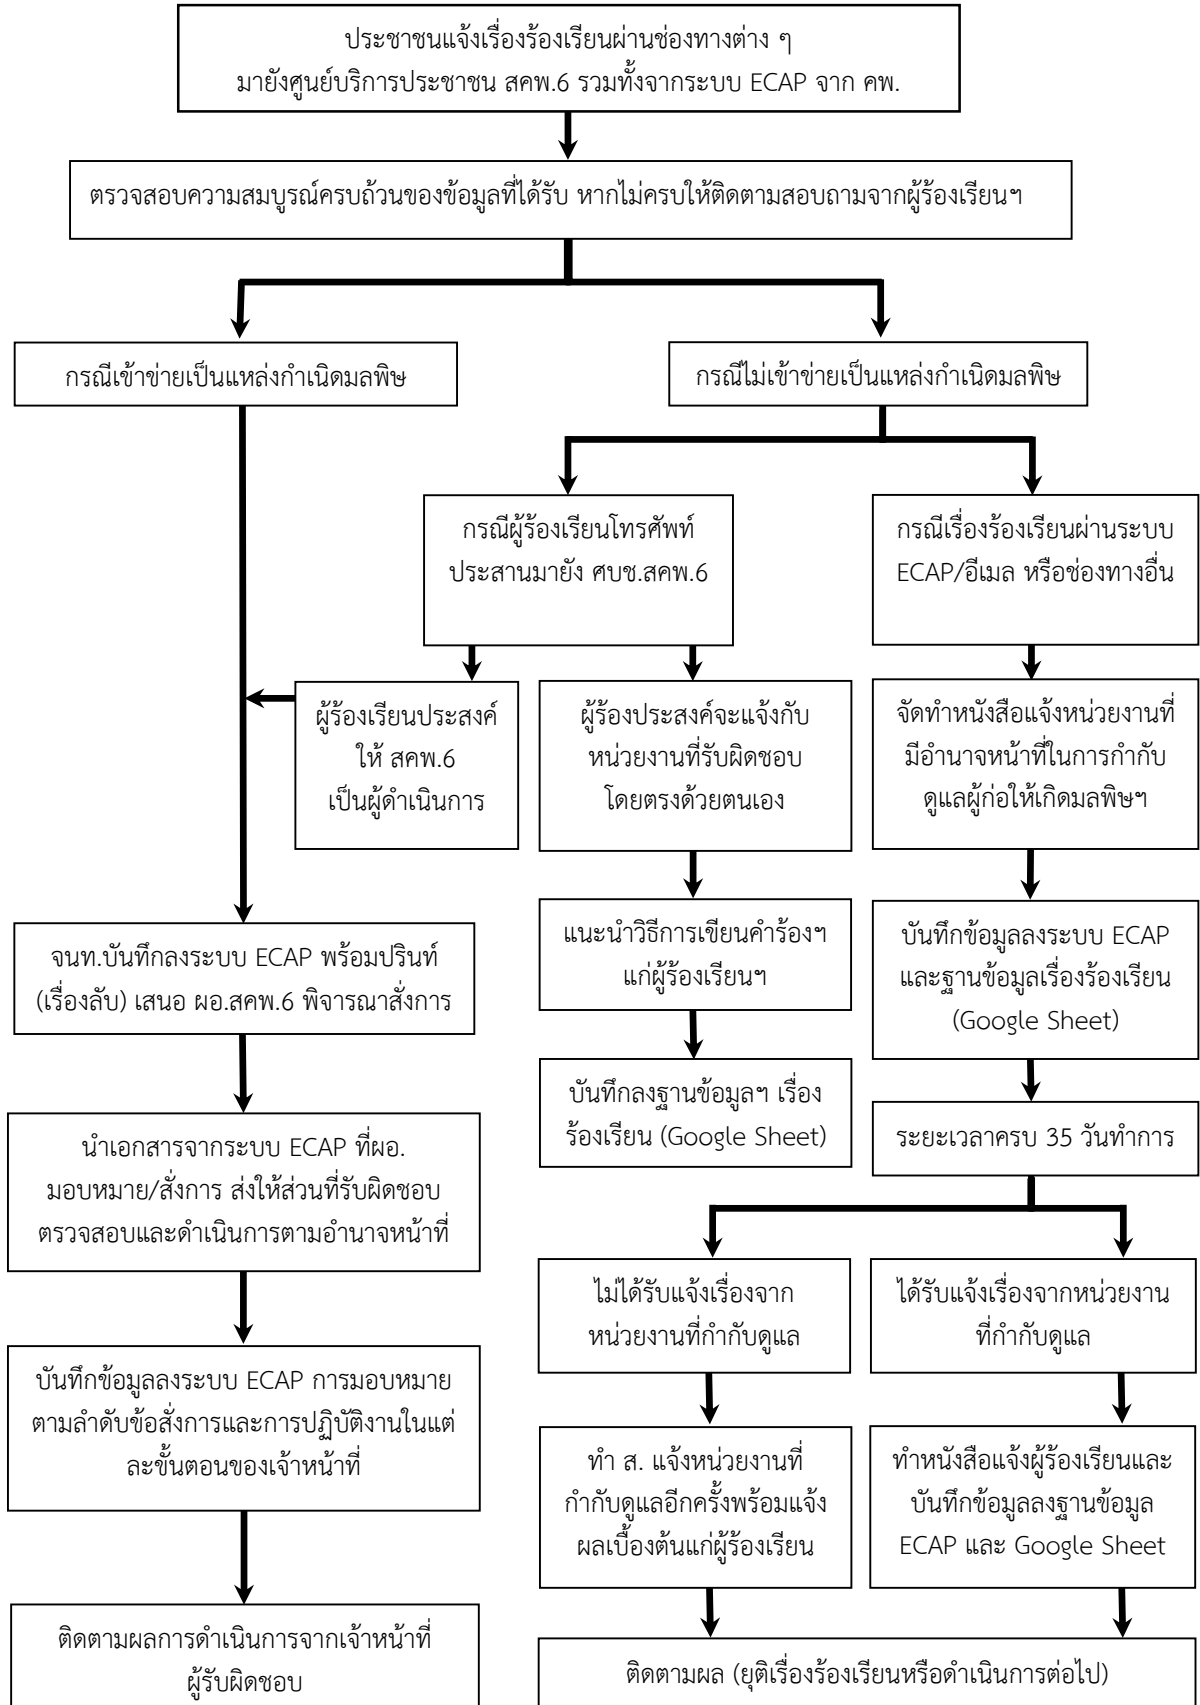 ประชาชนแจ้งเรื่องร้องเรียนผ่านช่องทางต่าง ๆ
มายังศูนย์บริการประชาชน สคพ.6 รวมทั้งจากระบบ ECAP จาก คพ.
ตรวจสอบความสมบูรณ์ครบถ้วนของข้อมูลที่ได้รับ หากไม่ครบให้ติดตามสอบถามจากผู้ร้องเรียนฯ
กรณีเข้าข่ายเป็นแหล่งกำเนิดมลพิษ
กรณีไม่เข้าข่ายเป็นแหล่งกำเนิดมลพิษ
กรณีผู้ร้องเรียนโทรศัพท์
ประสานมายัง ศบช.สคพ.6
กรณีเรื่องร้องเรียนผ่านระบบ
ECAP/อีเมล หรือช่องทางอื่น
ผู้ร้องเรียนประสงค์
ให้ สคพ.6
เป็นผู้ดำเนินการ
ผู้ร้องประสงค์จะแจ้งกับ
หน่วยงานที่รับผิดชอบ
โดยตรงด้วยตนเอง
จัดทำหนังสือแจ้งหน่วยงานที่
มีอำนาจหน้าที่ในการกำกับ
ดูแลผู้ก่อให้เกิดมลพิษฯ
จนท.บันทึกลงระบบ ECAP พร้อมปรินท์
(เรื่องลับ) เสนอ ผอ.สคพ.6 พิจารณาสั่งการ
แนะนำวิธีการเขียนคำร้องฯ
แก่ผู้ร้องเรียนฯ
บันทึกข้อมูลลงระบบ ECAP
และฐานข้อมูลเรื่องร้องเรียน
(Google Sheet)
บันทึกลงฐานข้อมูลฯ เรื่อง
ร้องเรียน (Google Sheet)
ระยะเวลาครบ 35 วันทำการ
นำเอกสารจากระบบ ECAP ที่ผอ.
มอบหมาย/สั่งการ ส่งให้ส่วนที่รับผิดชอบ
ตรวจสอบและดำเนินการตามอำนาจหน้าที่
ไม่ได้รับแจ้งเรื่องจาก
หน่วยงานที่กำกับดูแล
ได้รับแจ้งเรื่องจากหน่วยงาน
ที่กำกับดูแล
บันทึกข้อมูลลงระบบ ECAP การมอบหมาย
ตามลำดับข้อสั่งการและการปฏิบัติงานในแต่
ละขั้นตอนของเจ้าหน้าที่
ทำ ส. แจ้งหน่วยงานที่
กำกับดูแลอีกครั้งพร้อมแจ้ง
ผลเบื้องต้นแก่ผู้ร้องเรียน
ทำหนังสือแจ้งผู้ร้องเรียนและ
บันทึกข้อมูลลงฐานข้อมูล
ECAP และ Google Sheet
ติดตามผลการดำเนินการจากเจ้าหน้าที่
ผู้รับผิดชอบ
ติดตามผล (ยุติเรื่องร้องเรียนหรือดำเนินการต่อไป)